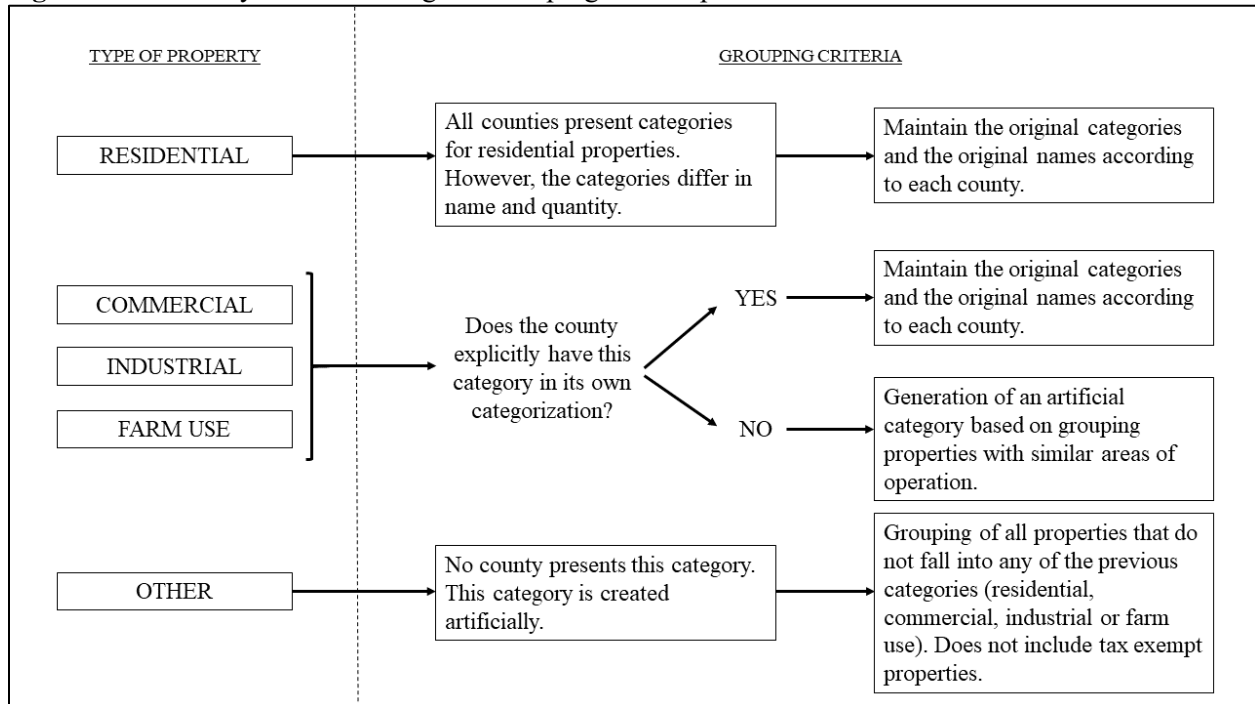 TYPE OF PROPERTY
GROUPING CRITERIA
RESIDENTIAL
All counties present categories
for residential properties.
However, the categories differ in
name and quantity.
Maintain the original categories
and the original names according
to each county.
COMMERCIAL
INDUSTRIAL
FARM USE
Does the county
explicitly have this
category in its own
categorization?
YES
Maintain the original categories
and the original names according
to each county.
NO
Generation of an artificial
category based on grouping
properties with similar areas of
operation.
OTHER
No county presents this category.
This category is created
artificially.
Grouping of all properties that do
not fall into any of the previous
categories (residential,
commercial, industrial or farm
use). Does not include tax exempt
properties.